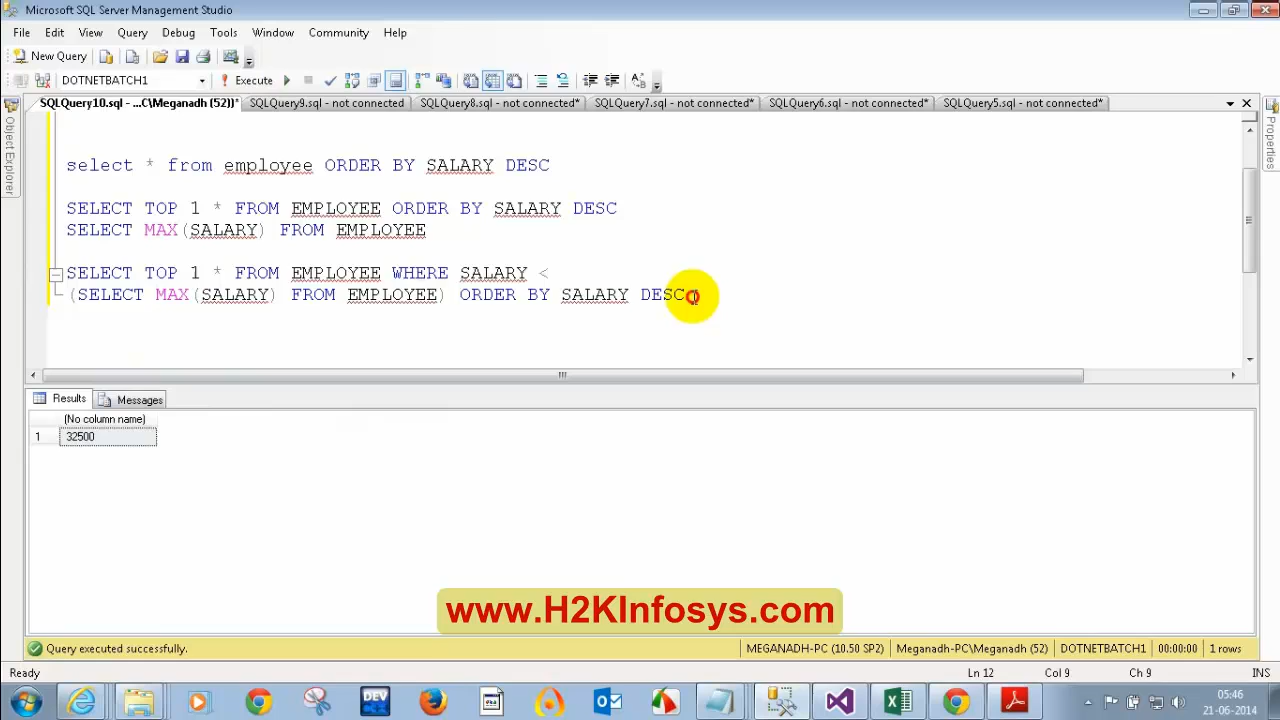 Microsoft SQL Server Management Studio
File Edit View Query Debug Tools Window Community Help
New Query
DOTNETBATCH1 Execute
SQLQuery10.sql - ...C\Meganadh (52))* SQLQuery9.sql - not connected SQLQuery8.sql - not connected* SQLQuery7.sql - not connected* SQLQuery6.sql - not connected* SQLQuery5.sql - not connected*
Object Explorer
Properties
select * from employee ORDER BY SALARY DESC
SELECT TOP 1 * FROM EMPLOYEE ORDER BY SALARY DESC
SELECT MAX(SALARY) FROM EMPLOYEE
SELECT TOP 1 * FROM EMPLOYEE WHERE SALARY <
(SELECT MAX(SALARY) FROM EMPLOYEE) ORDER BY SALARY DESC
Results Messages
(No column name)
1 32500
www.H2KInfosys.com
Query executed successfully. MEGANADH-PC (10.50 SP2) Meganadh-PC\Meganadh (52) DOTNETBATCH1 00:00:00 1 rows
Ready Ln 12 Col 9 Ch 9 INS
DEV
05:46
21-06-2014